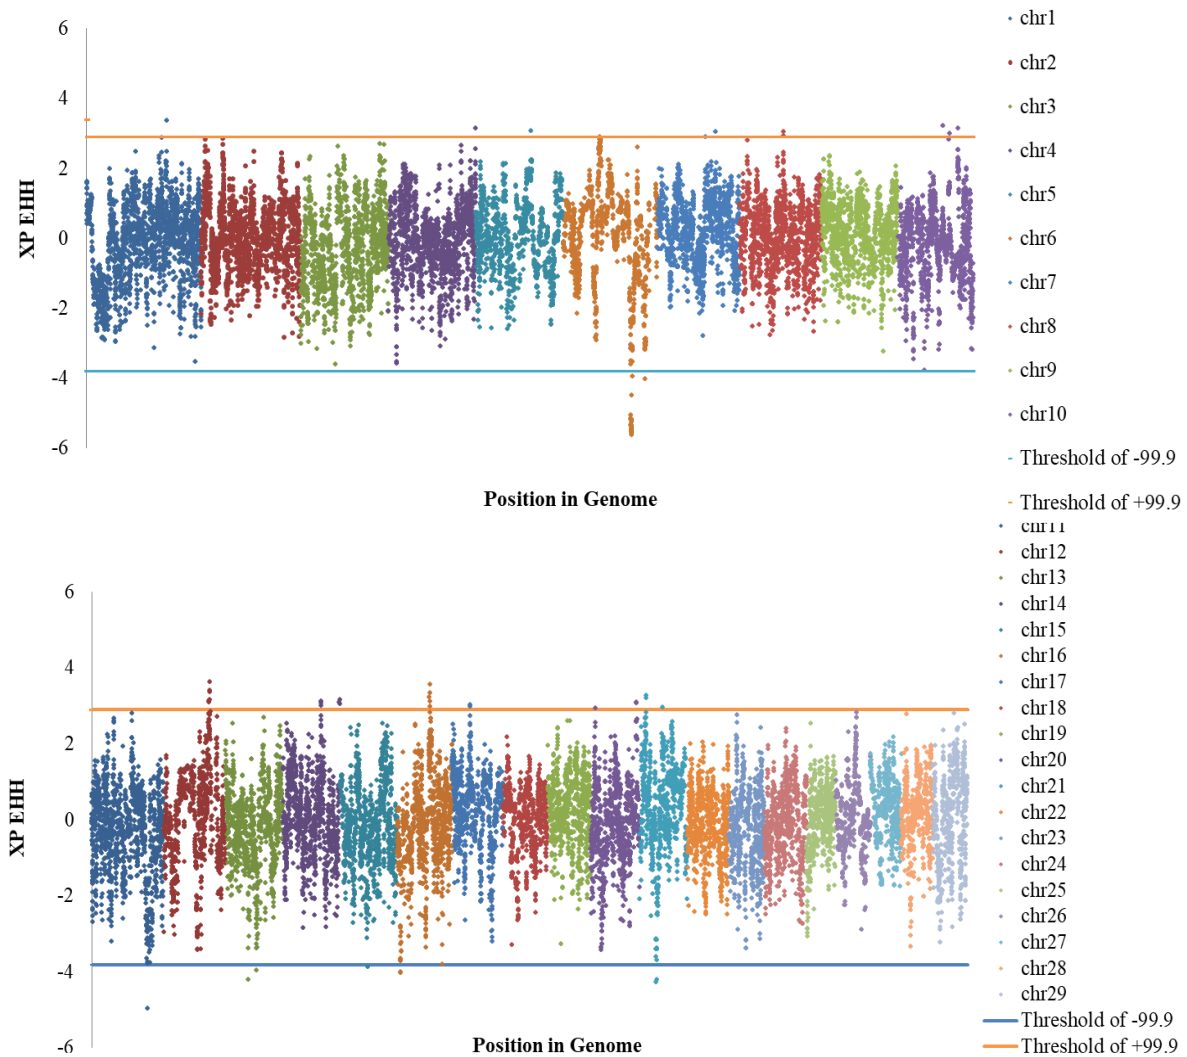 6
4
2
0
-2
-4
-6
XP EHH
Position in Genome
chr1
chr2
chr3
chr4
chr5
chr6
chr7
chr8
chr9
chr10
Threshold of -99.9
Threshold of +99.9
6
4
2
0
-2
-4
-6
XP EHH
Position in Genome
chr11
chr12
chr13
chr14
chr15
chr16
chr17
chr18
chr19
chr20
chr21
chr22
chr23
chr24
chr25
chr26
chr27
chr28
chr29
Threshold of -99.9
Threshold of +99.9